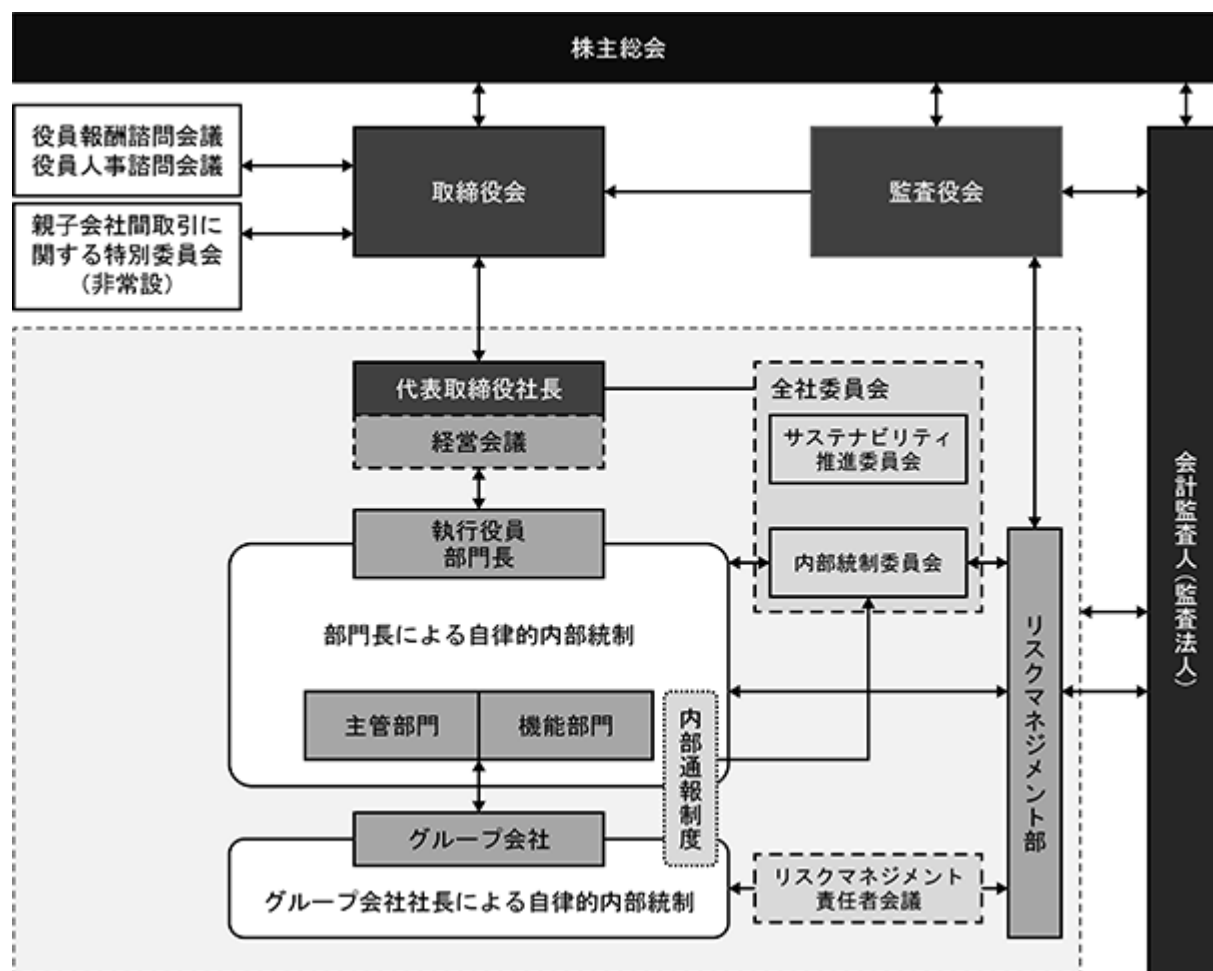 株主総会
役員報酬諮問会議
役員人事諮問会議
取締役会
監査役会
親子会社間取引に
関する特別委員会
(非常設)
代表取締役社長
経営会議
全社委員会
サステナビリティ
推進委員会
執行役員
部門長
内部統制委員会
部門長による自律的内部統制
主管部門
機能部門
内部通報制度
グループ会社
グループ会社社長による自律的内部統制
リスクマネジメント
責任者会議
リスクマネジメント部
会計監査人(監査法人)